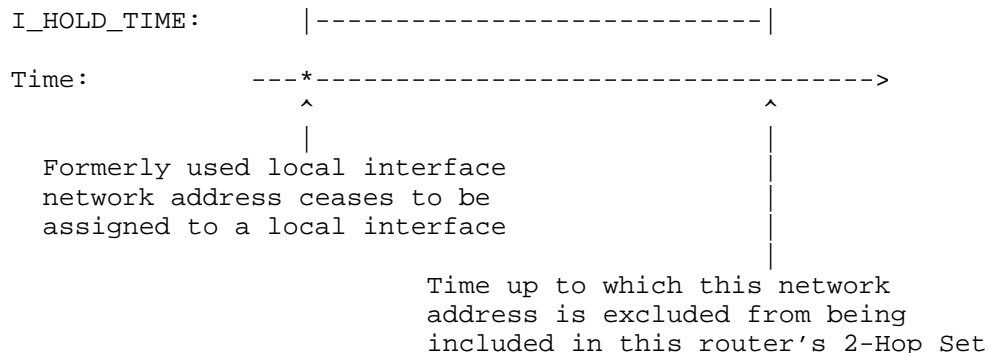 I_HOLD_TIME:       |----------------------------|
Time:          ---*----------------------------------->
^                            ^
|                            |
Formerly used local interface                |
network address ceases to be                 |
assigned to a local interface                |
|
Time up to which this network
address is excluded from being
included in this router's 2-Hop Set